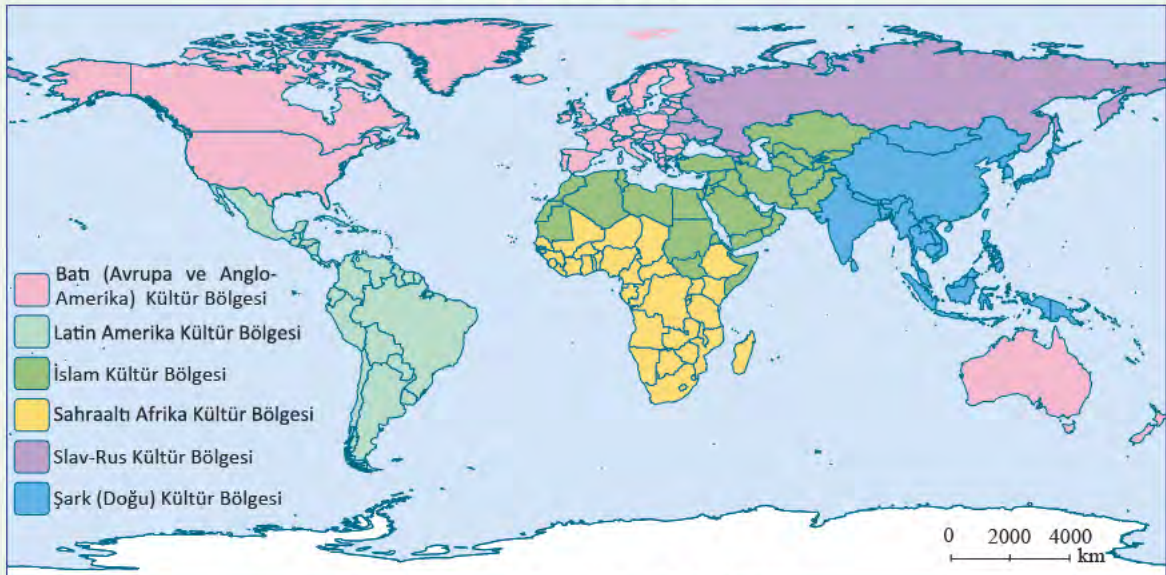 Batı (Avrupa ve Anglo-
Amerika) Kültür Bölgesi
Latin Amerika Kültür Bölgesi
İslam Kültür Bölgesi
Sahraaltı Afrika Kültür Bölgesi
Slav-Rus Kültür Bölgesi
Şark (Doğu) Kültür Bölgesi
0 2000 4000
km